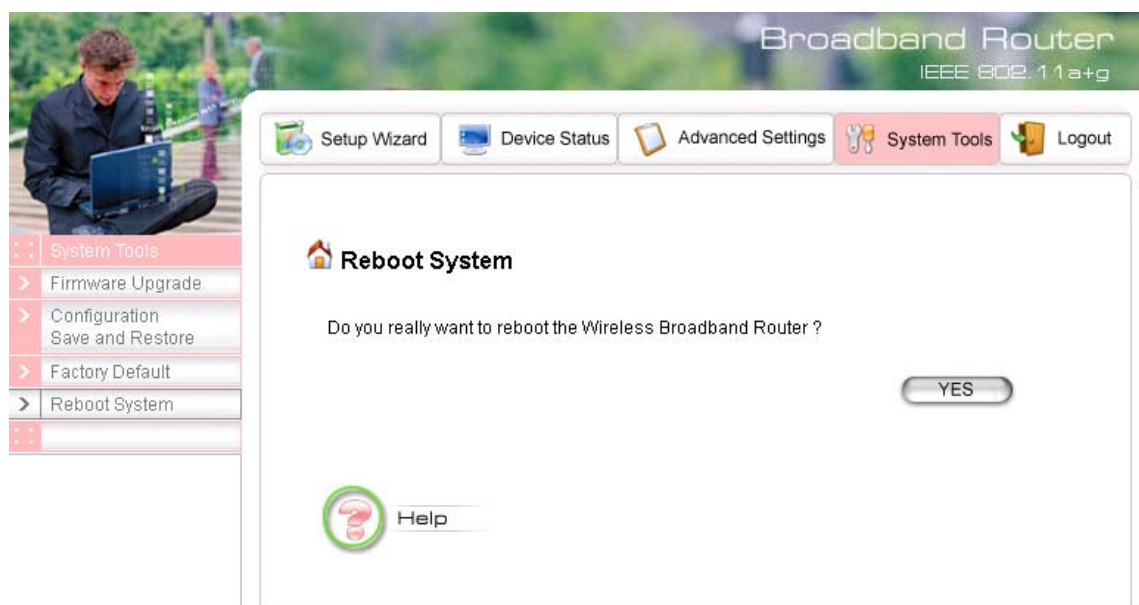 Broadband Router
IEEE 802.11a+g
Setup Wizard
Device Status
Advanced Settings
System Tools
Logout
System Tools
Firmware Upgrade
Configuration
Save and Restore
Factory Default
Reboot System
Reboot System
Do you really want to reboot the Wireless Broadband Router ?
YES
Help